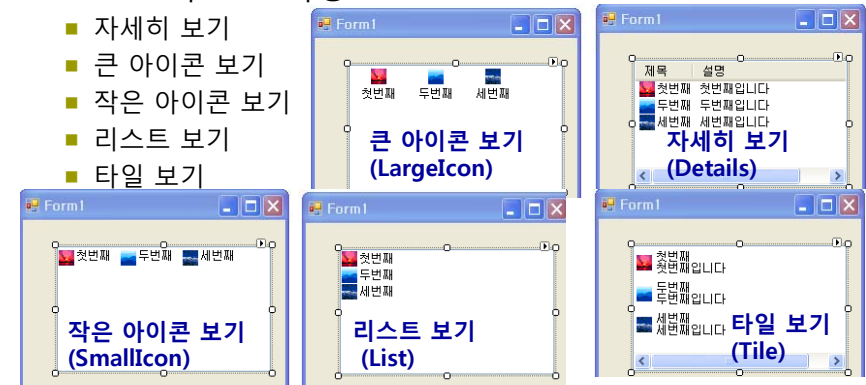 자세히 보기
큰 아이콘 보기
작은 아이콘 보기
리스트 보기
타일 보기
Form1
첫번째 두번째 세번째
큰 아이콘 보기
(LargeIcon)
Form1
제목 설명
첫번째 첫번째입니다
두번째 두번째입니다
세번째 세번째입니다
자세히 보기
(Details)
Form1
첫번째 두번째 세번째
작은 아이콘 보기
(SmallIcon)
Form1
첫번째
두번째
세번째
리스트 보기
(List)
Form1
첫번째
첫번째입니다
두번째
두번째입니다
세번째
세번째입니다
타일 보기
(Tile)